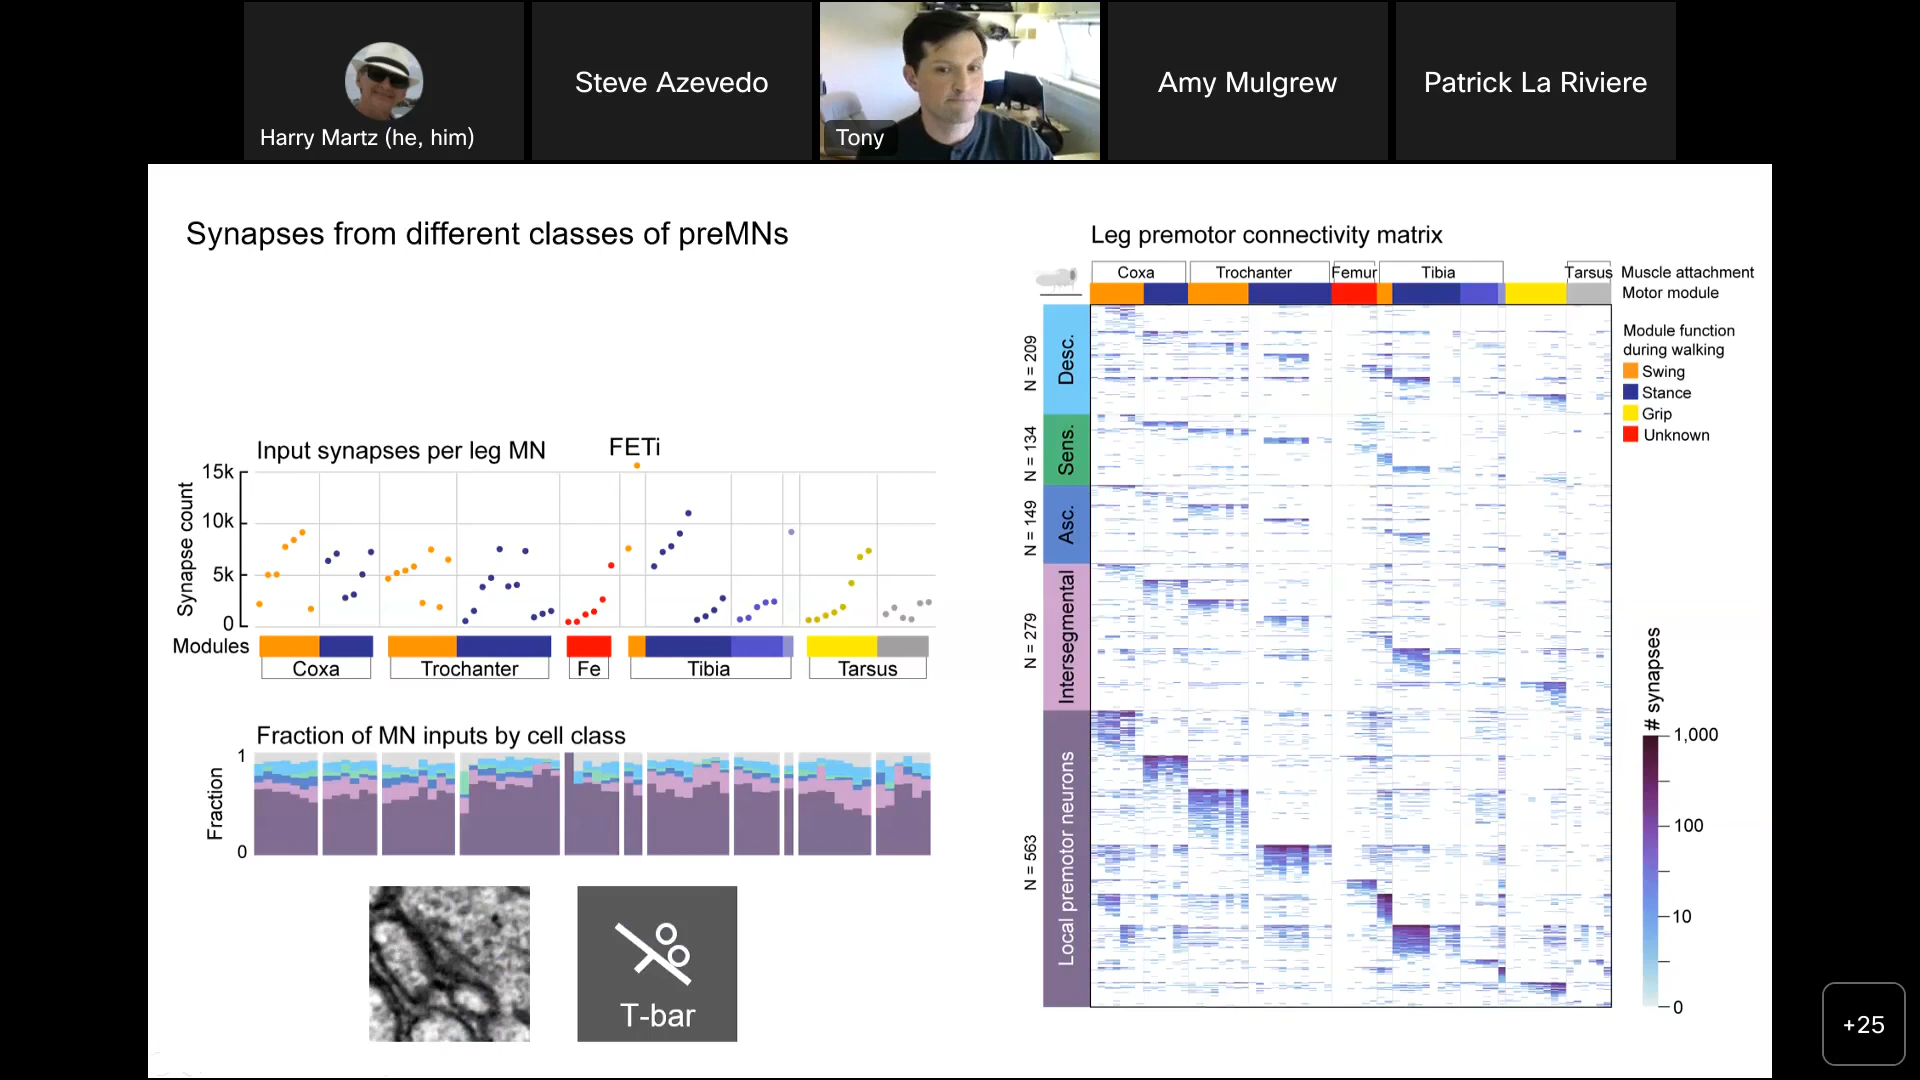 Harry Martz (he, him)
Steve Azevedo
Tony
Amy Mulgrew
Patrick La Riviere
Synapses from different classes of preMNs
Input synapses per leg MN
FETi
Synapse count
15k
10k
5k
0
Modules
Coxa
Trochanter
Fe
Tibia
Tarsus
Fraction of MN inputs by cell class
Fraction
1
0
T-bar
Leg premotor connectivity matrix
Coxa
Trochanter
Femur
Tibia
Tarsus
Muscle attachment
Motor module
Module function
during walking
Swing
Stance
Grip
Unknown
N = 209
Desc.
N = 134
Sens.
N = 149
Asc.
N = 279
Intersegmental
N = 563
Local premotor neurons
# synapses
1,000
100
10
0
+25